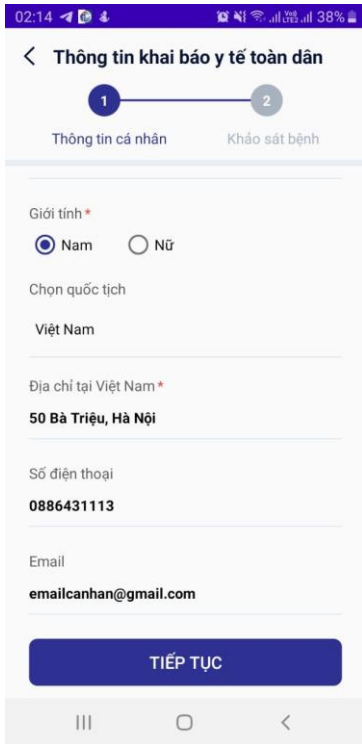 02:14 38%
Thông tin khai báo y tế toàn dân
1 2
Thông tin cá nhân Khảo sát bệnh
Giới tính *
Nam Nữ
Chọn quốc tịch
Việt Nam
Địa chỉ tại Việt Nam *
50 Bà Triệu, Hà Nội
Số điện thoại
0886431113
Email
emailcanhan@gmail.com
TIẾP TỤC